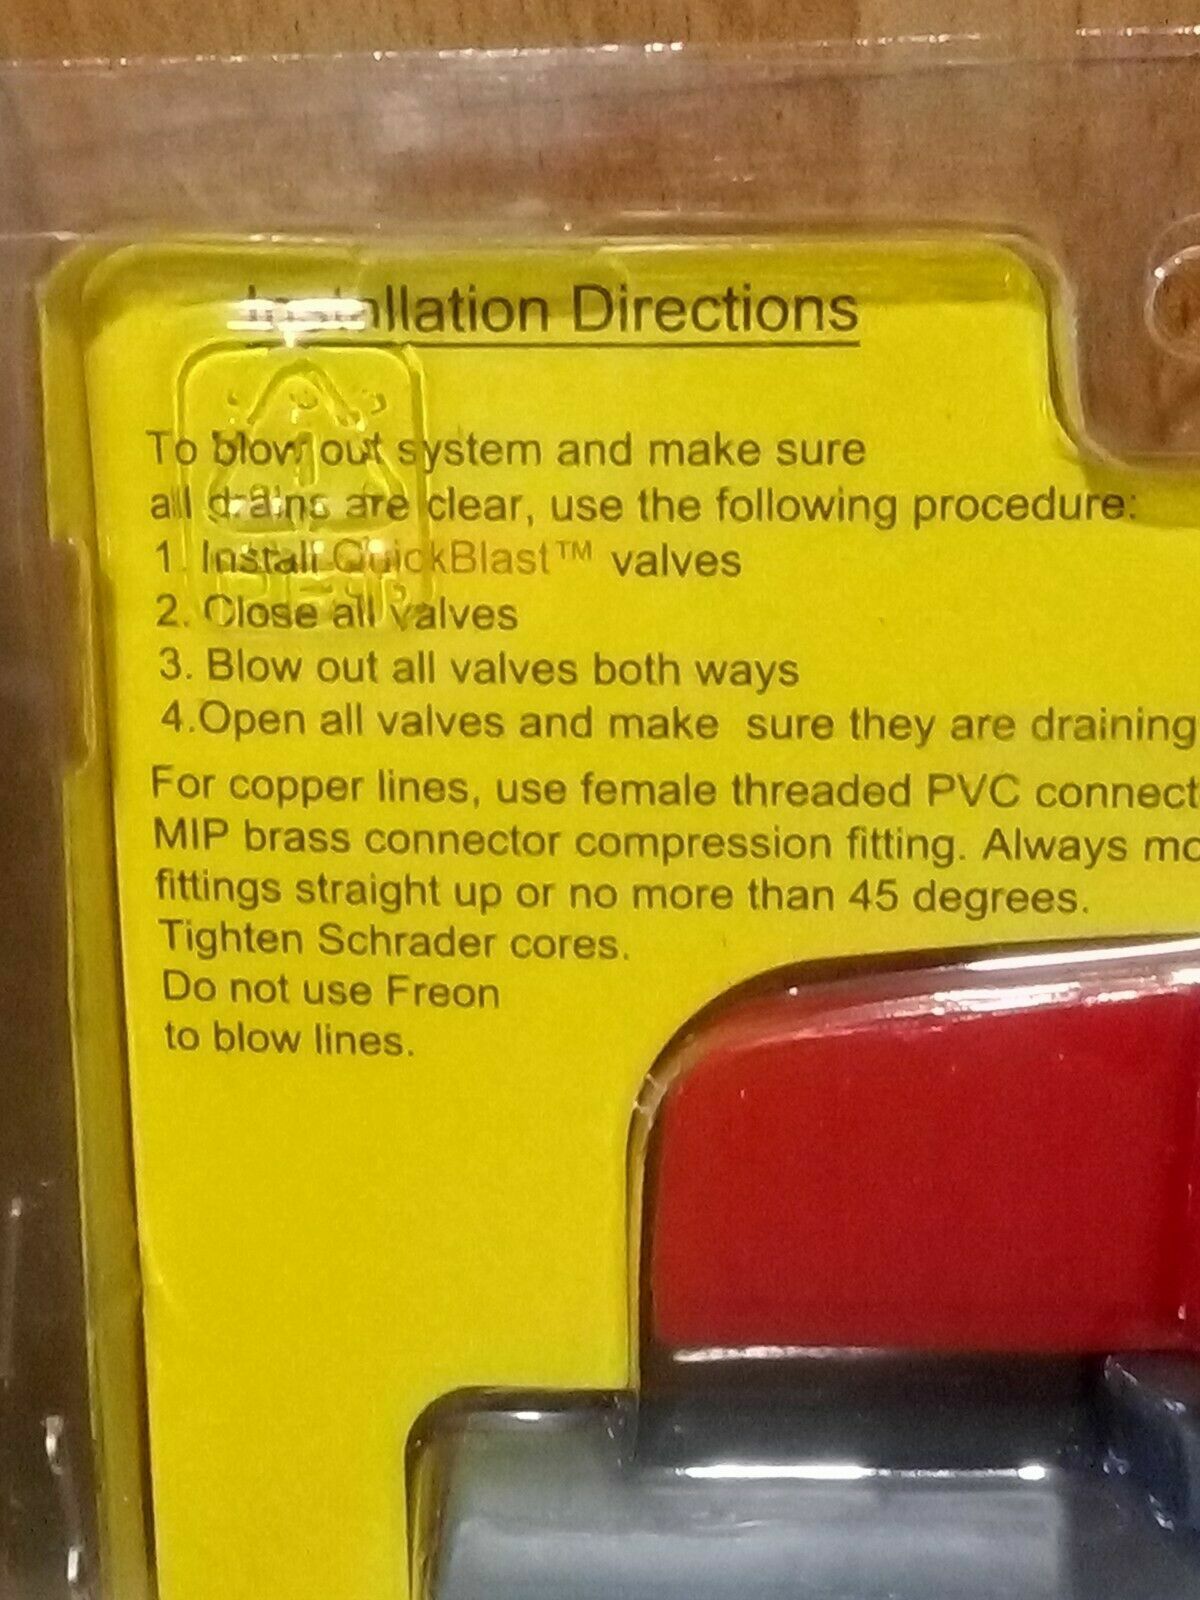 Installation Directions
To blow out system and make sure
all drains are clear, use the following procedure:
1. Install QuickBlast™ valves
2. Close all valves
3. Blow out all valves both ways
4.Open all valves and make sure they are draining
For copper lines, use female threaded PVC connect
MIP brass connector compression fitting. Always mo
fittings straight up or no more than 45 degrees.
Tighten Schrader cores.
Do not use Freon
to blow lines.